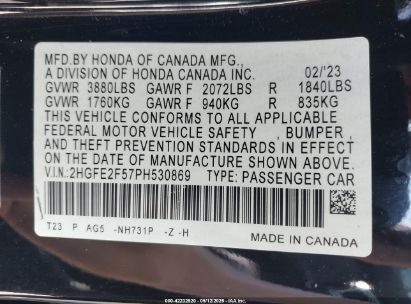 MFD.BY HONDA OF CANADA MFG.,
A DIVISION OF HONDA CANADA INC. 02/'23
GVWR 3880LBS GAWR F 2072LBS R 1840LBS
GVWR 1760KG GAWR F 940KG R 835KG
THIS VEHICLE CONFORMS TO ALL APPLICABLE
FEDERAL MOTOR VEHICLE SAFETY , BUMPER ,
AND THEFT PREVENTION STANDARDS IN EFFECT
ON THE DATE OF MANUFACTURE SHOWN ABOVE.
V.I.N.:2HGFE2F57PH530869 TYPE: PASSENGER CAR
T23 P AG5 -NH731P -Z -H
MADE IN CANADA